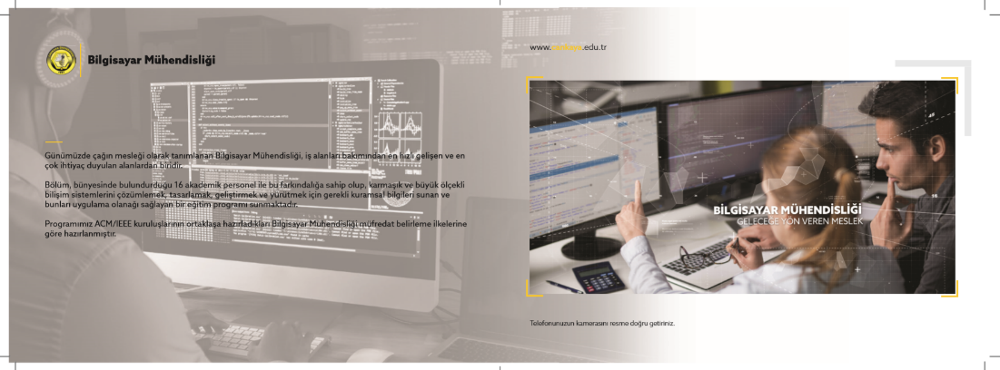 Bilgisayar Mühendisliği
Günümüzde çağın mesleği olarak tanımlanan Bilgisayar Mühendisliği, iş alanları bakımından en hızlı gelişen ve en
çok ihtiyaç duyulan alanlardan biridir.
Bölüm, bünyesinde bulundurduğu 16 akademik personel ile bu farkındalığa sahip olup, karmaşık ve büyük ölçekli
bilişim sistemlerini çözümlemek, tasarlamak, geliştirmek ve yürütmek için gerekli kuramsal bilgileri sunan ve
bunları uygulama olanağı sağlayan bir eğitim programı sunmaktadır.
Programımız ACM/IEEE kuruluşlarının ortaklaşa hazırladıkları Bilgisayar Mühendisliği müfredat belirleme ilkelerine
göre hazırlanmıştır.
www. .edu.tr
BİLGİSAYAR MÜHENDİSLİĞİ
GELECEĞE YÖN VEREN MESLEK
Telefonunuzun kamerasını resme doğru getiriniz.